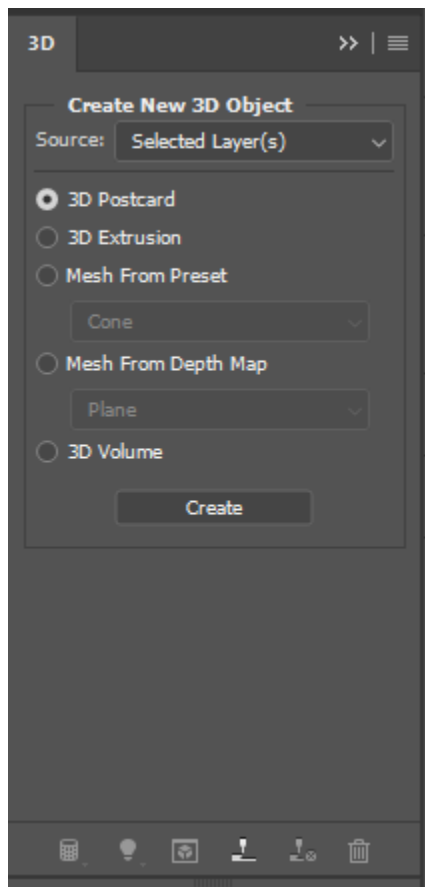 3D
Create New 3D Object
Source: Selected Layer(s)
3D Postcard
3D Extrusion
Mesh From Preset
Cone
Mesh From Depth Map
Plane
3D Volume
Create